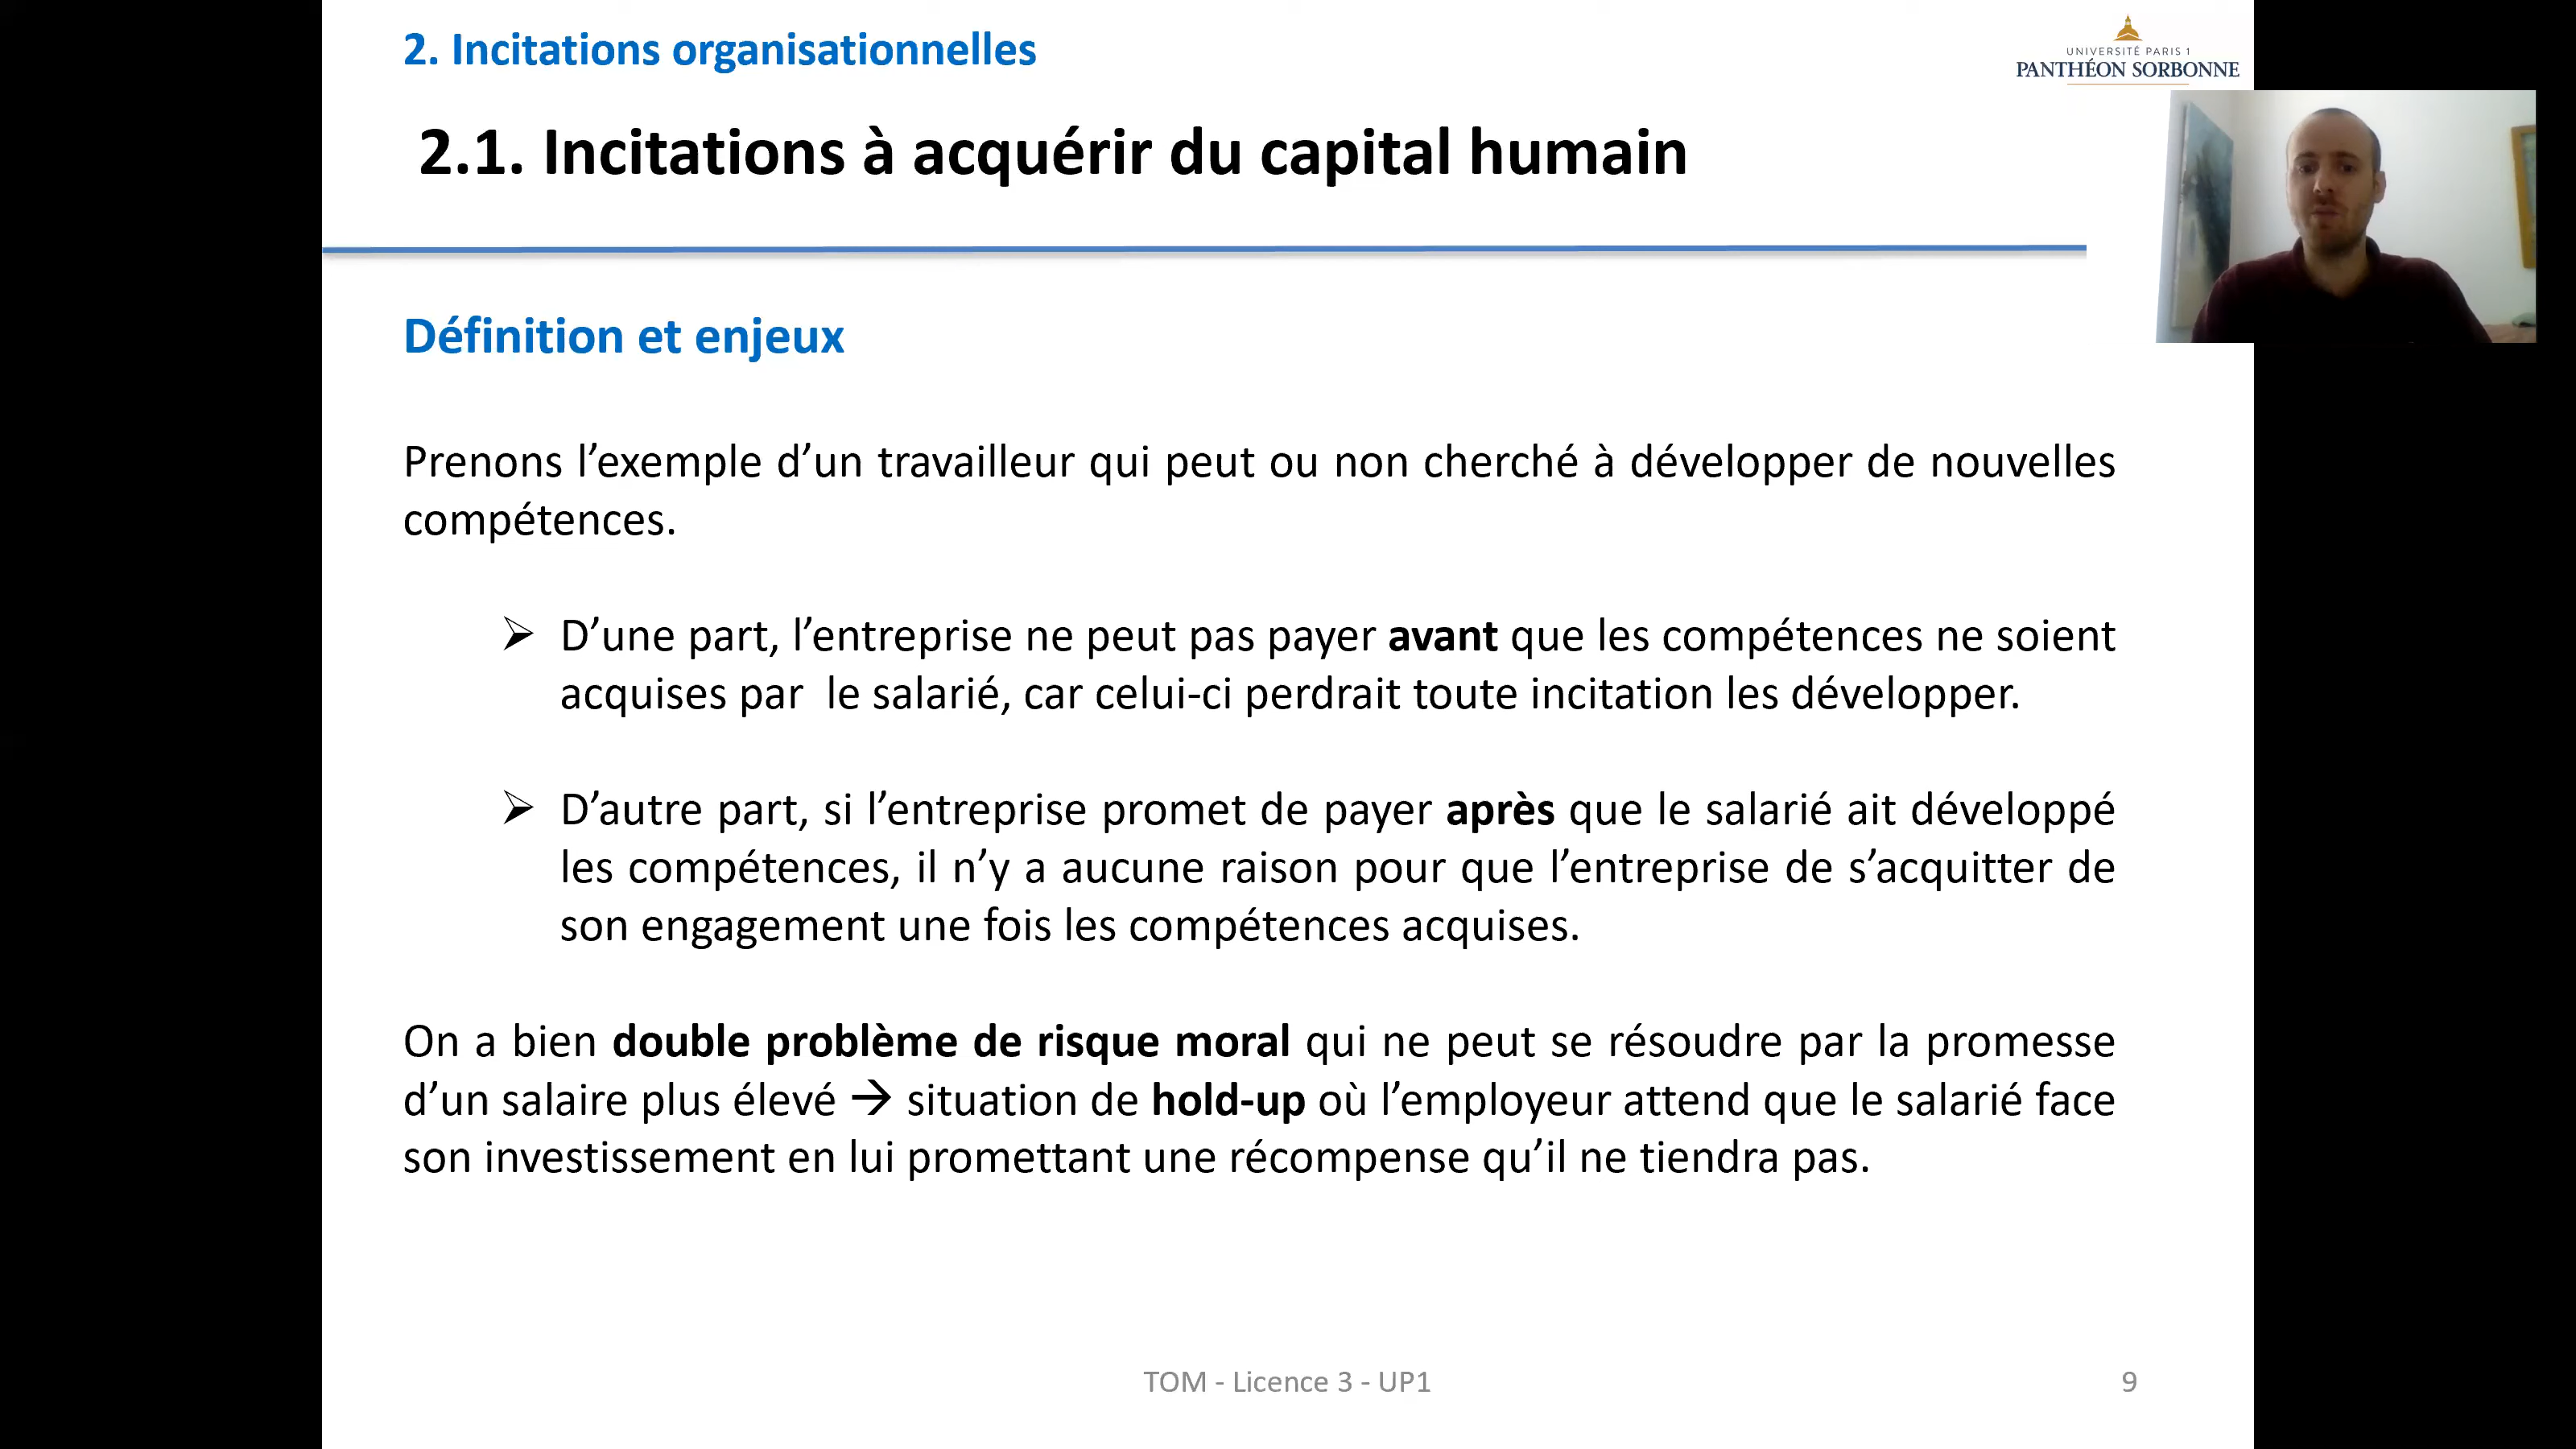 2. Incitations organisationnelles
UNIVERSITÉ PARIS 1
PANTHÉON SORBONNE
2.1. Incitations à acquérir du capital humain
Définition et enjeux
Prenons l’exemple d’un travailleur qui peut ou non cherché à développer de nouvelles
compétences.
➢ D’une part, l’entreprise ne peut pas payer avant que les compétences ne soient
acquises par le salarié, car celui-ci perdrait toute incitation les développer.
➢ D’autre part, si l’entreprise promet de payer après que le salarié ait développé
les compétences, il n’y a aucune raison pour que l’entreprise de s’acquitter de
son engagement une fois les compétences acquises.
On a bien double problème de risque moral qui ne peut se résoudre par la promesse
d’un salaire plus élevé → situation de hold-up où l’employeur attend que le salarié face
son investissement en lui promettant une récompense qu’il ne tiendra pas.
TOM - Licence 3 - UP1
9